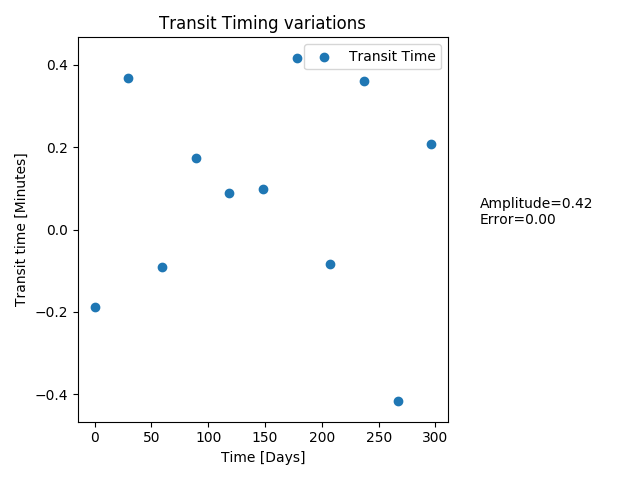 Transit Timing variations
Transit Time
Transit time [Minutes]
0.4
0.2
0.0
−0.2
−0.4
0 50 100 150 200 250 300
Time [Days]
Amplitude=0.42
Error=0.00